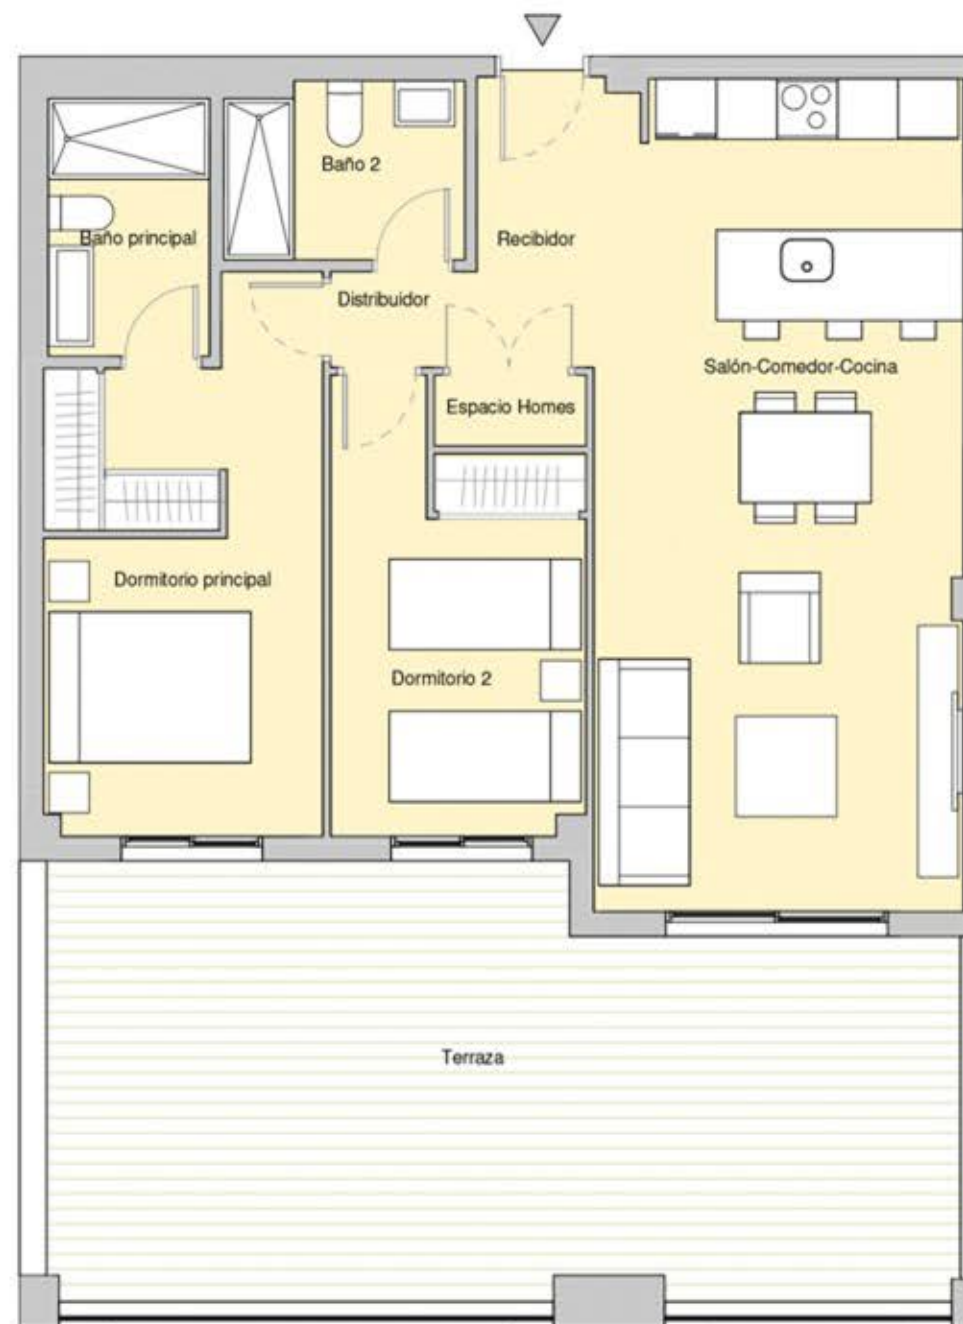 Baño 2
Baño principal
Recibidor
Distribuidor
Salón-Comedor-Cocina
Espacio Homes
Dormitorio principal
Dormitorio 2
Terraza